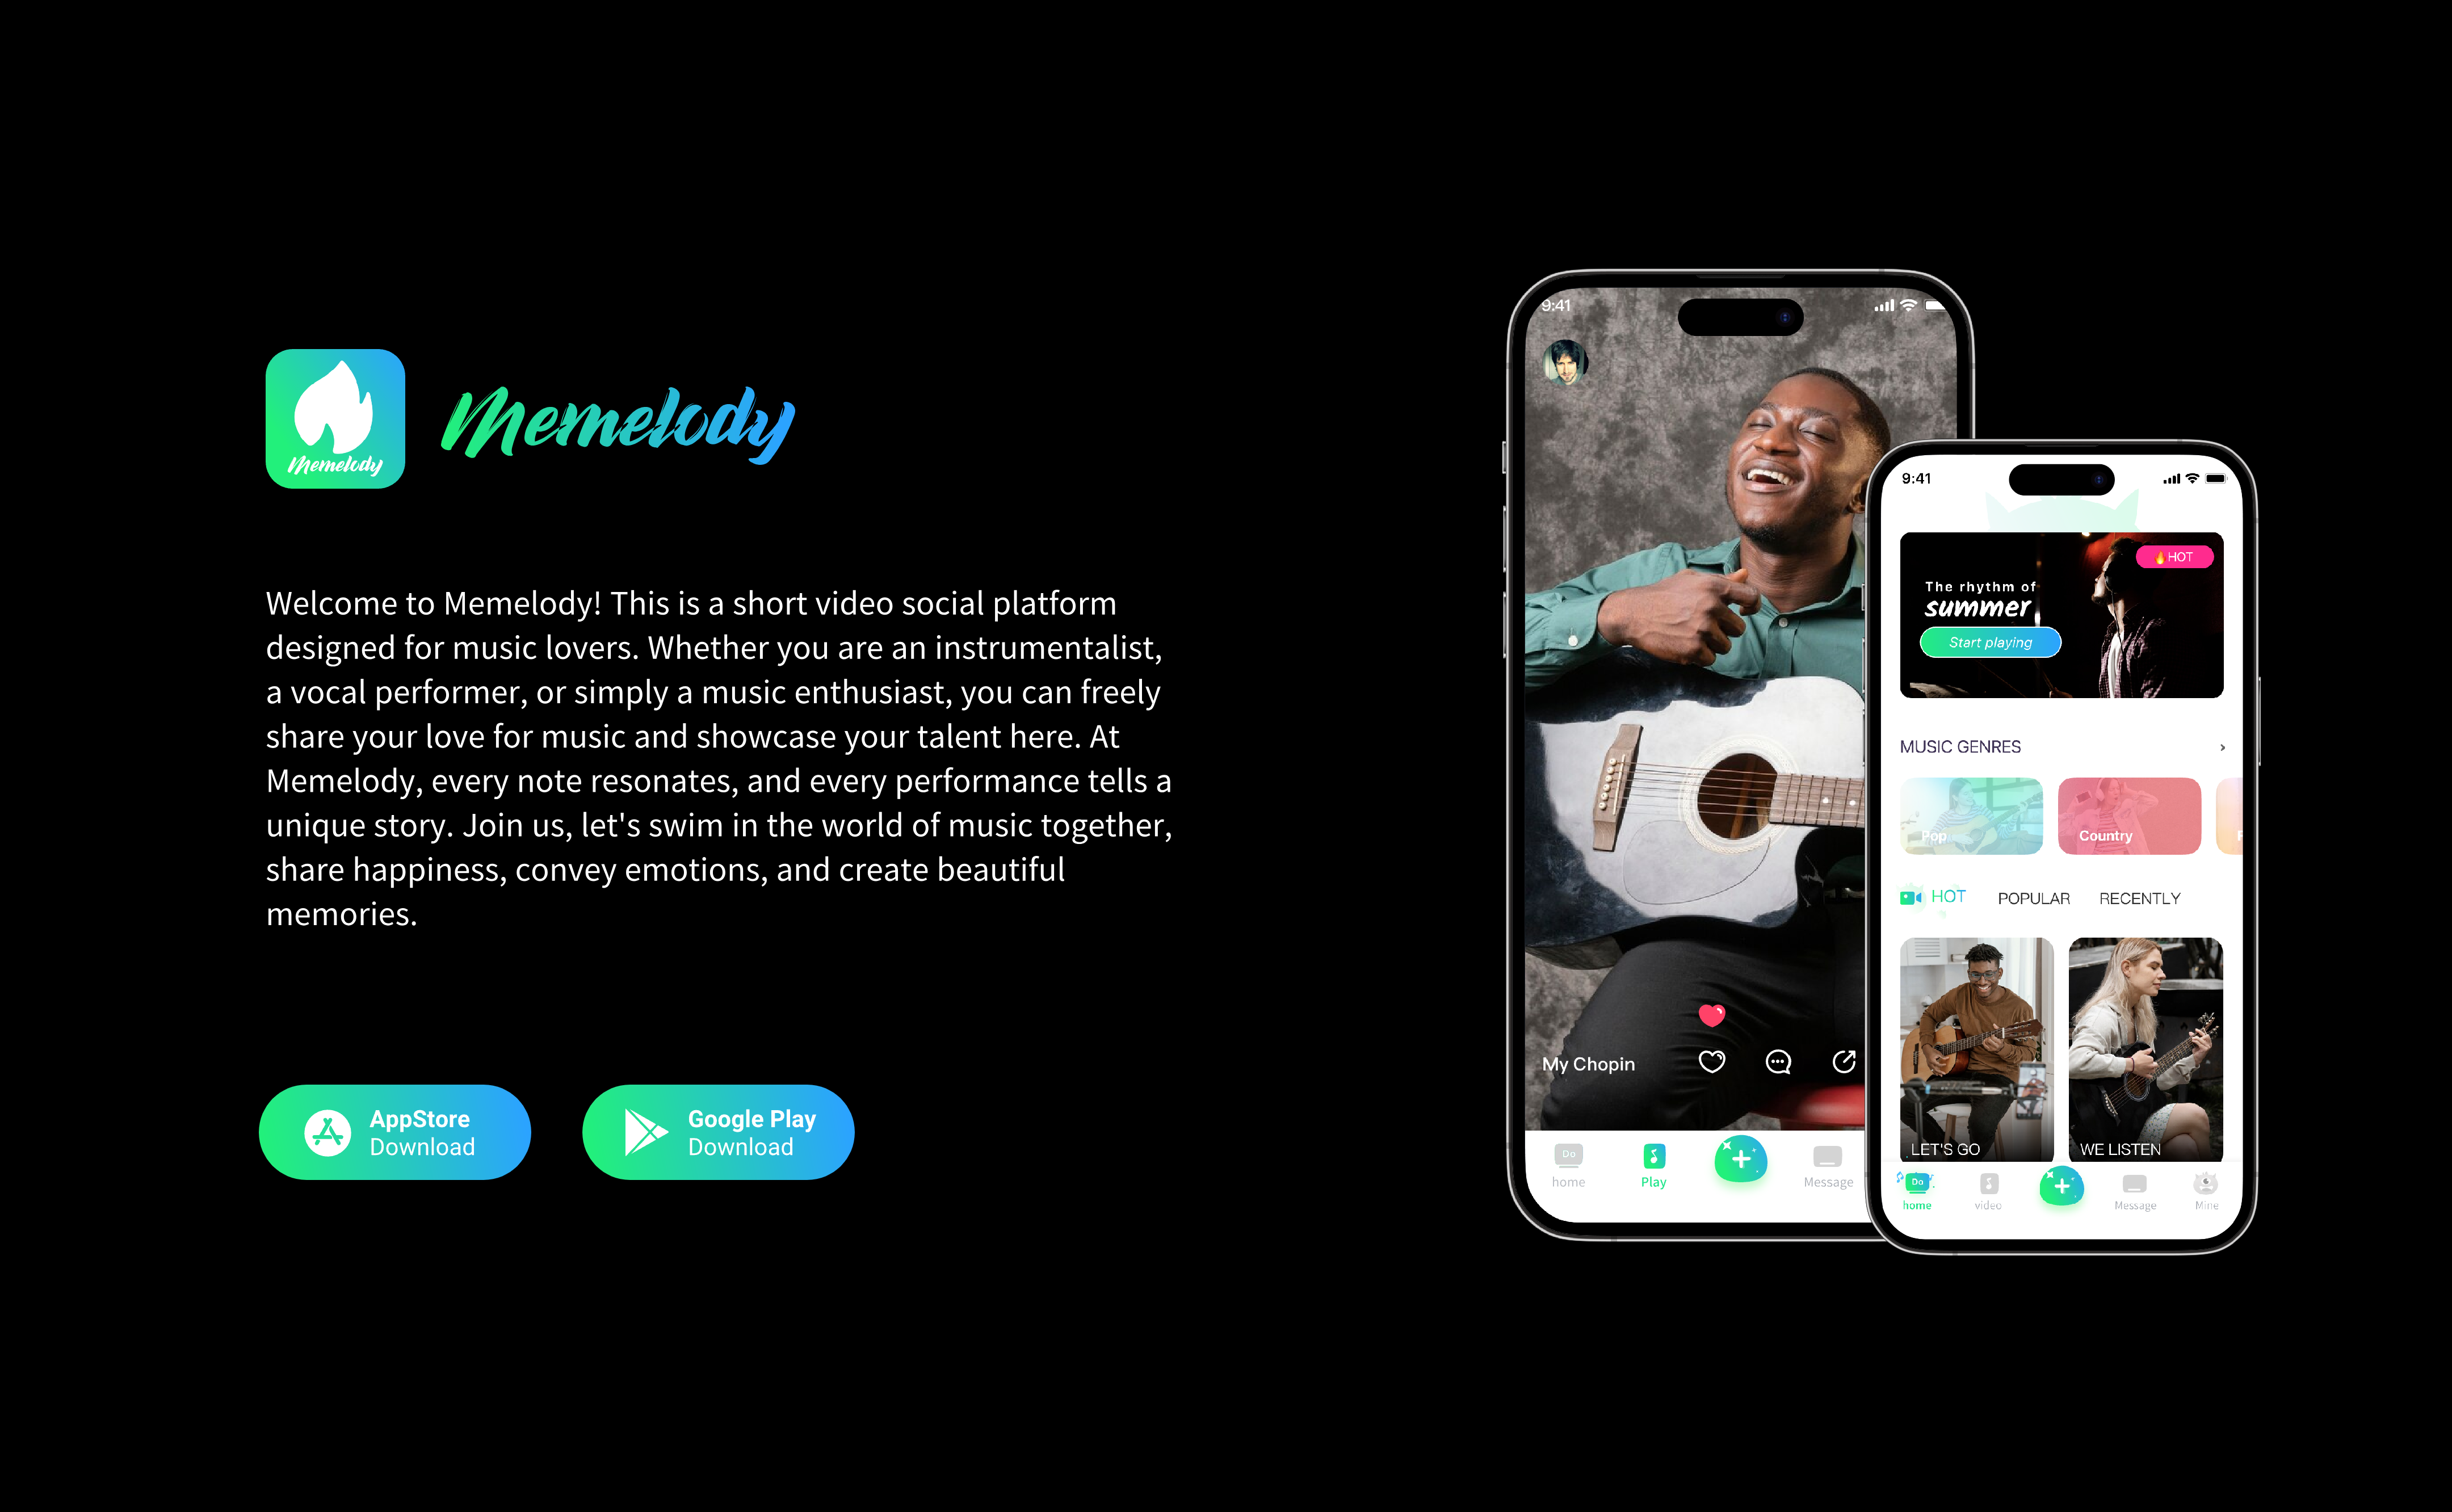 Memelody
Memelody
Welcome to Memelody! This is a short video social platform
designed for music lovers. Whether you are an instrumentalist,
a vocal performer, or simply a music enthusiast, you can freely
share your love for music and showcase your talent here. At
Memelody, every note resonates, and every performance tells a
unique story. Join us, let's swim in the world of music together,
share happiness, convey emotions, and create beautiful
memories.
AppStore
Download
Google Play
Download
9:41
My Chopin
Do
home
Play
Message
9:41
HOT
The rhythm of
summer
Start playing
MUSIC GENRES
Pop
Country
HOT
POPULAR
RECENTLY
LET'S GO
WE LISTEN
Do
home
video
Message
Mine